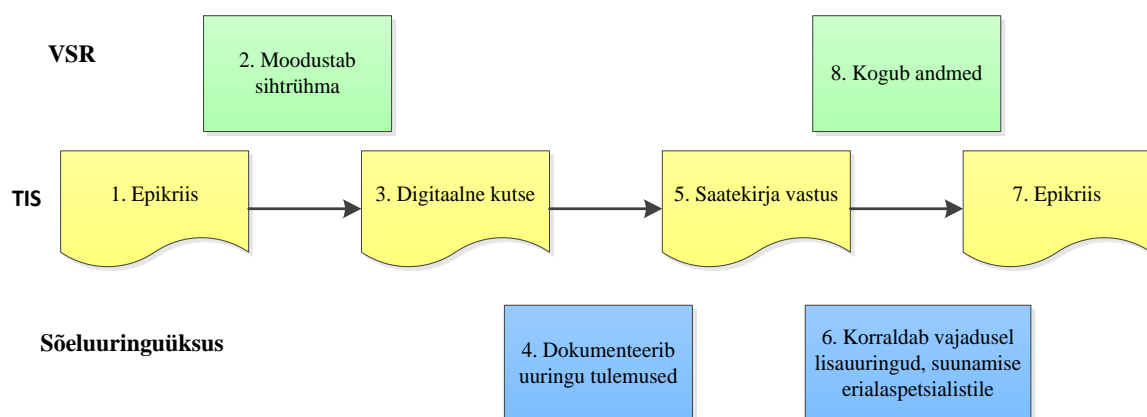 VSR
2. Moodustab
sihtrühma
8. Kogub andmed
TIS
1. Epikriis
3. Digitaalne kutse
5. Saatekirja vastus
7. Epikriis
Sõeluuringuüksus
4. Dokumenteerib
uuringu tulemused
6. Korraldab vajadusel
lisauuringud, suunamise
erialaspetsialistile